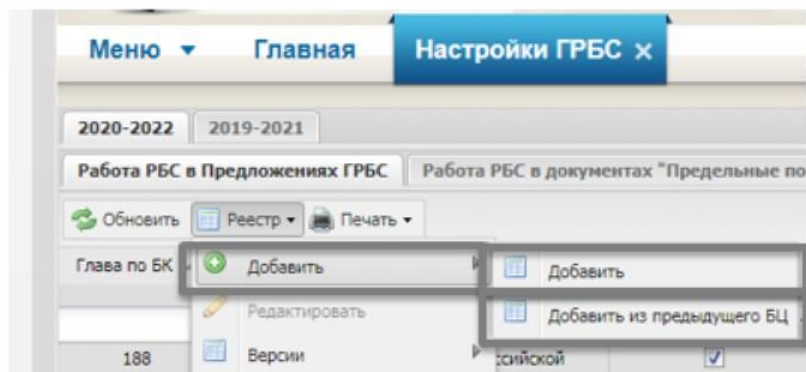 Меню Главная Настройки ГРБС ×
2020-2022 2019-2021
Работа РБС в Предложениях ГРБС Работа РБС в документах "Предельные по
Обновить Реестр Печать
Глава по БК Добавить Добавить
Редактировать Добавить из предыдущего БЦ
188 Версии ссийской